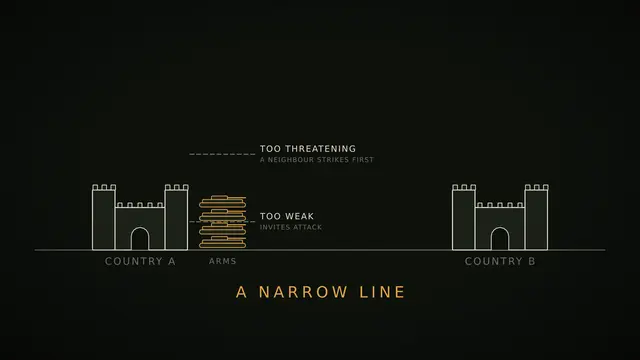 TOO THREATENING
A NEIGHBOUR STRIKES FIRST
TOO WEAK
INVITES ATTACK
COUNTRY A
ARMS
COUNTRY B
A NARROW LINE